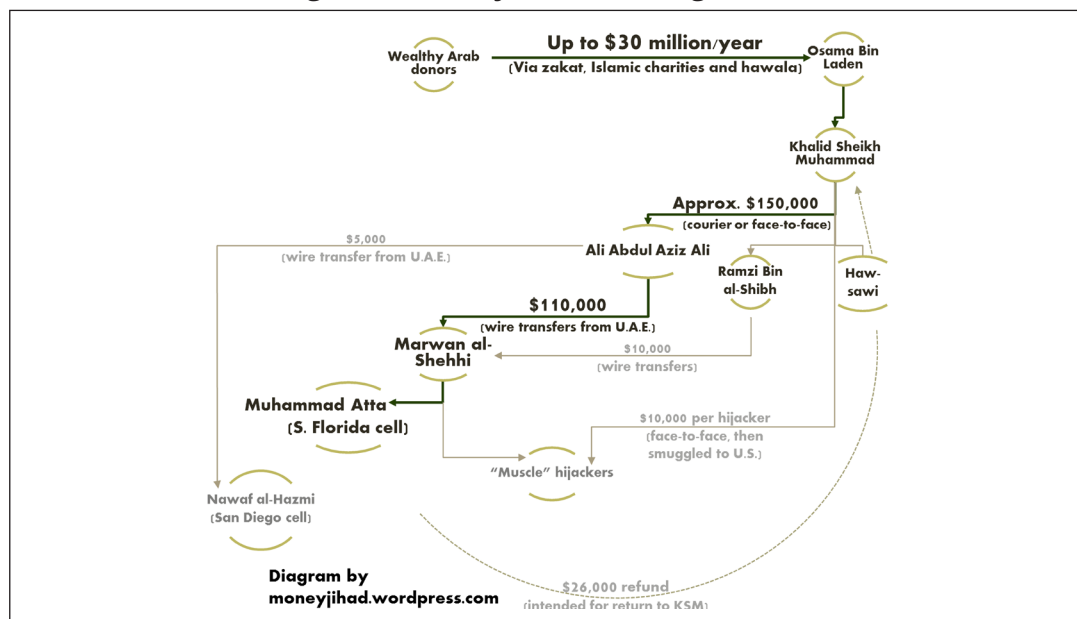 Wealthy Arab
donors
Up to $30 million/year
(Via zakat, Islamic charities and hawala)
Osama Bin
Laden
Khalid Sheikh
Muhammad
Approx. $150,000
(courier or face-to-face)
$5,000
(wire transfer from U.A.E.)
Ali Abdul Aziz Ali
Ramzi Bin
al-Shibh
Haw-
sawi
$110,000
(wire transfers from U.A.E.)
Marwan al-
Shehhi
$10,000
(wire transfers)
Muhammad Atta
(S. Florida cell)
$10,000 per hijacker
(face-to-face, then
smuggled to U.S.)
"Muscle" hijackers
Nawaf al-Hazmi
(San Diego cell)
Diagram by
moneyjihad.wordpress.com
$26,000 refund
(intended for return to KSM)